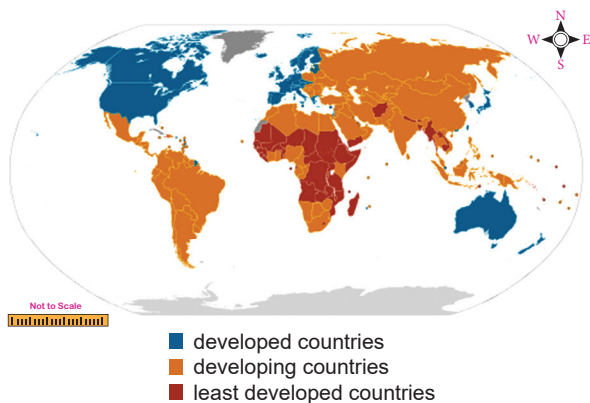 N
W E
S
Not to Scale
developed countries
developing countries
least developed countries